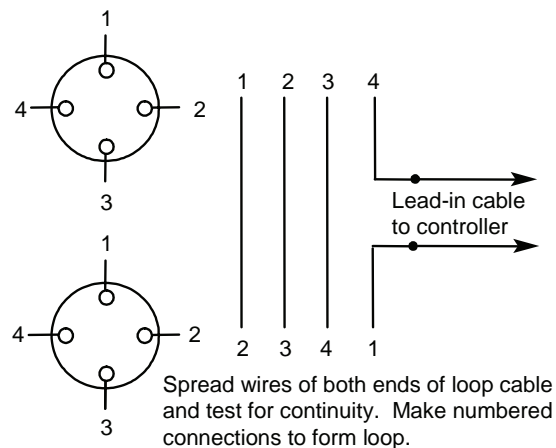 1
4
2
3
1
4
2
3
1 2 3 4
Lead-in cable
to controller
2 3 4 1
Spread wires of both ends of loop cable
and test for continuity.  Make numbered
connections to form loop.